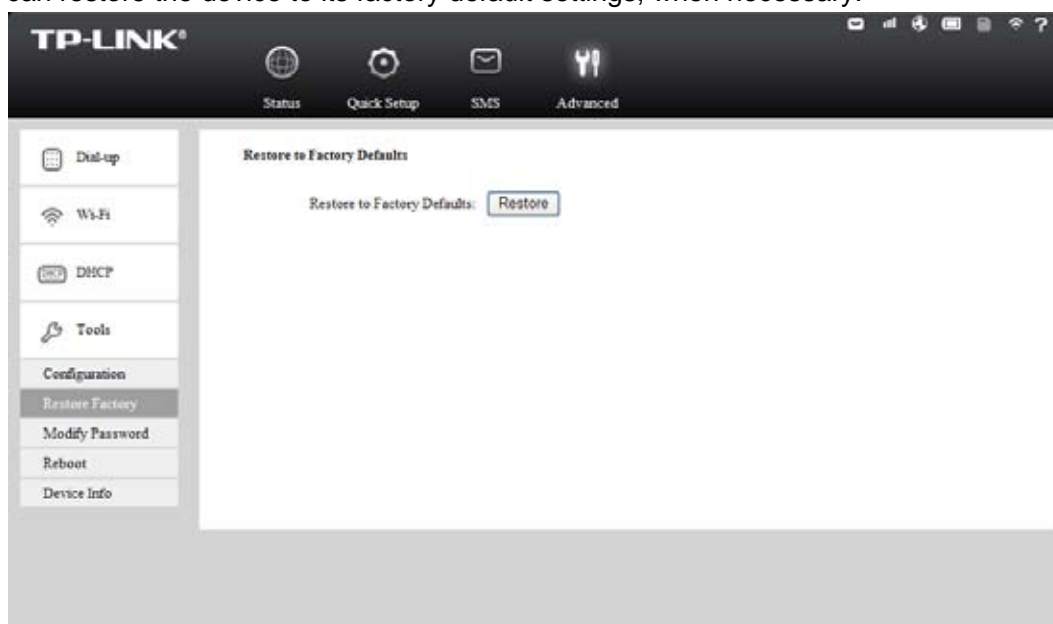 can restore the device to its factory default settings, when necessary.
TP-LINK®
?
Status Quick Setup SMS Advanced
Dial-up
Wi-Fi
DHCP
Tools
Configuration
Restore Factory
Modify Password
Reboot
Device Info
Restore to Factory Defaults
Restore to Factory Defaults: Restore